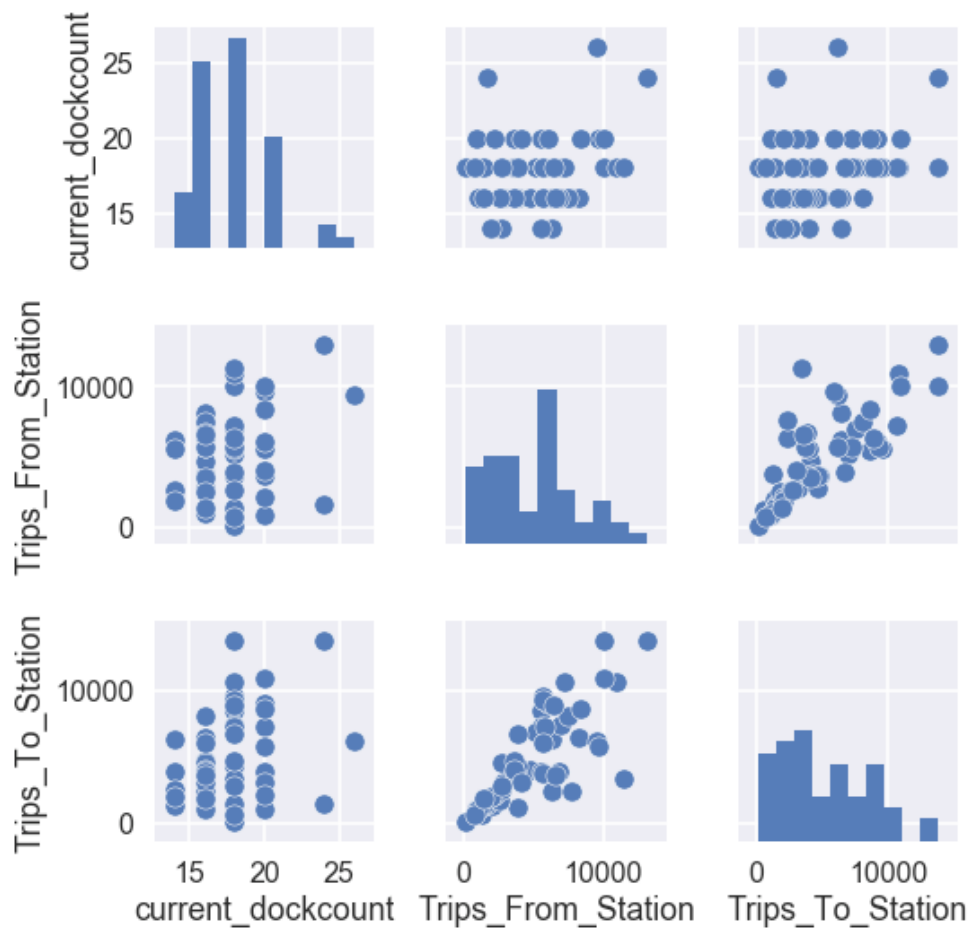 current_dockcount
25
20
15
Trips_From_Station
10000
0
Trips_To_Station
10000
0
15 20 25
0 10000
0 10000
current_dockcount
Trips_From_Station
Trips_To_Station